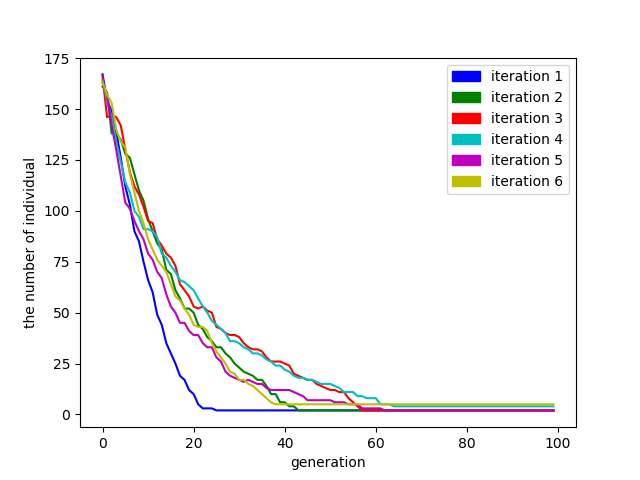 175
150
125
100
75
50
25
0
the number of individual
0 20 40 60 80 100
generation
iteration 1
iteration 2
iteration 3
iteration 4
iteration 5
iteration 6